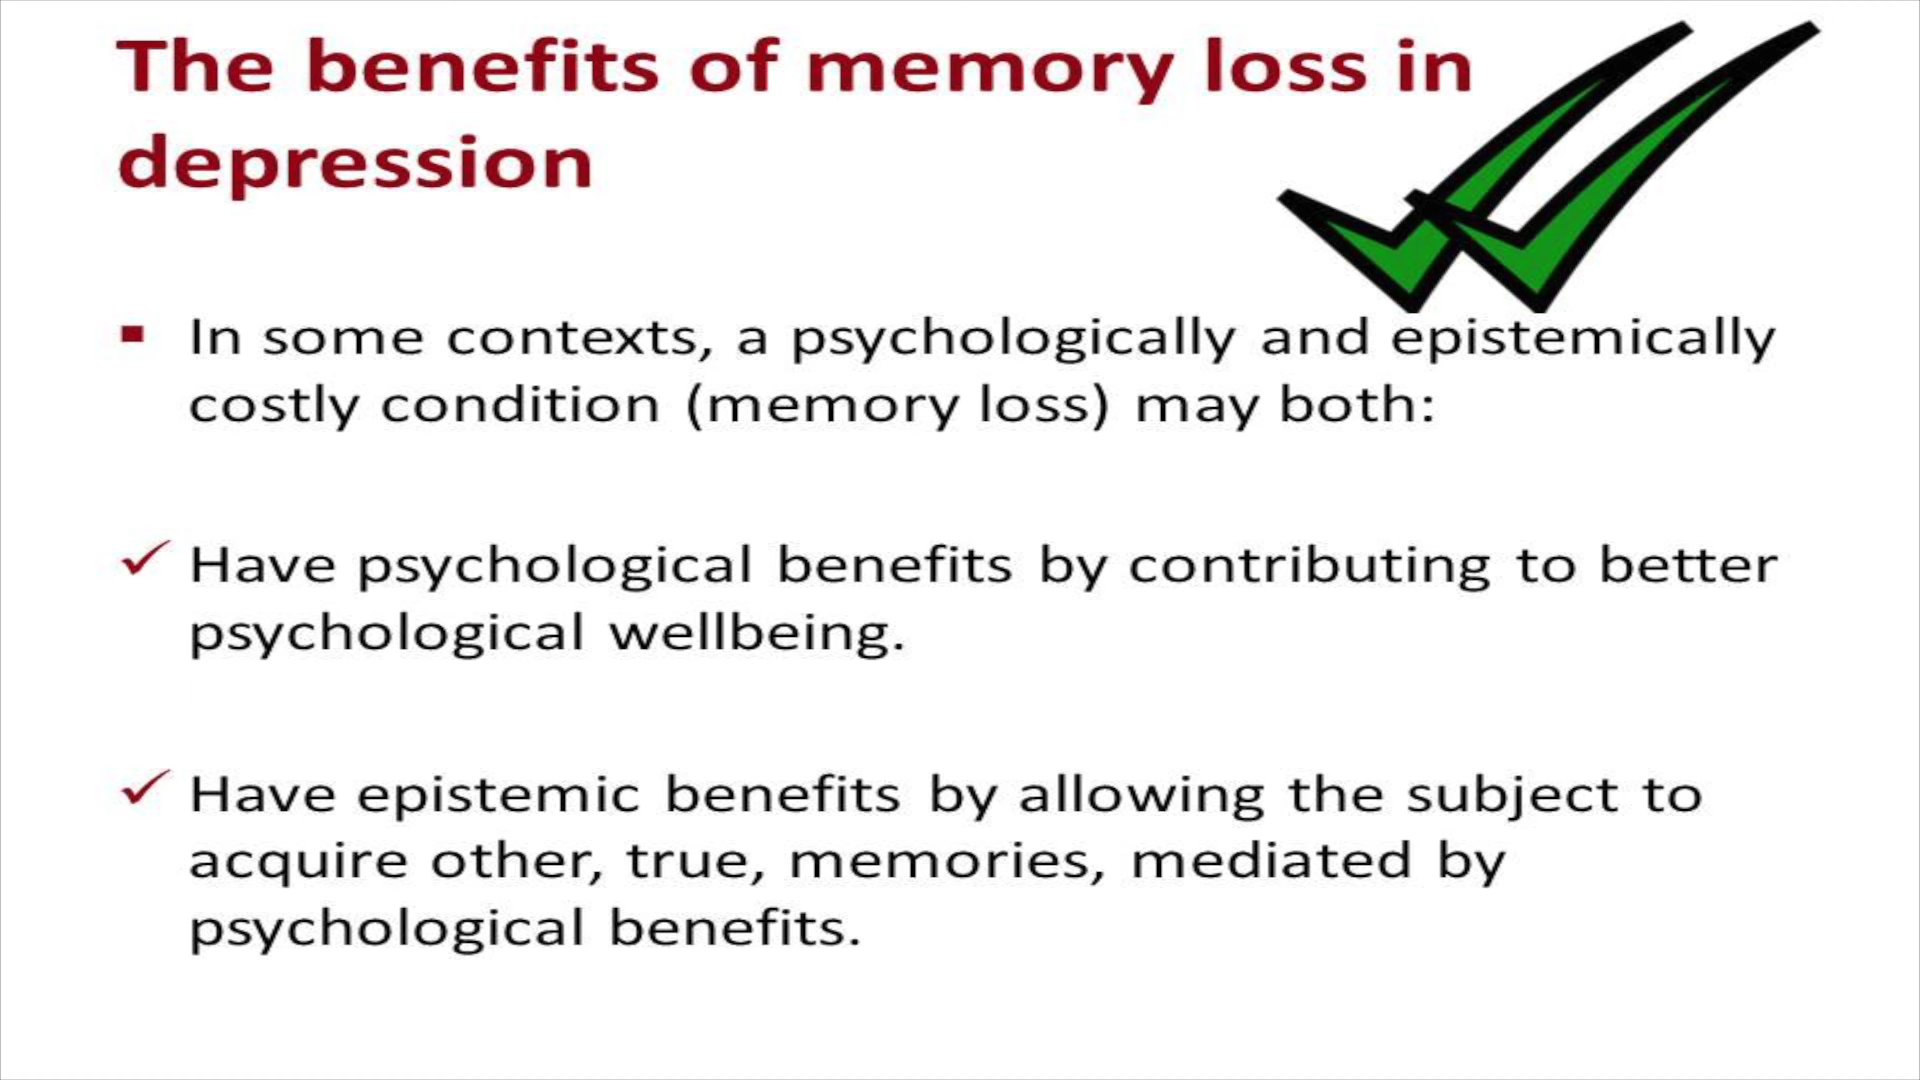 The benefits of memory loss in
depression
In some contexts, a psychologically and epistemically
costly condition (memory loss) may both:
Have psychological benefits by contributing to better
psychological wellbeing.
Have epistemic benefits by allowing the subject to
acquire other, true, memories, mediated by
psychological benefits.